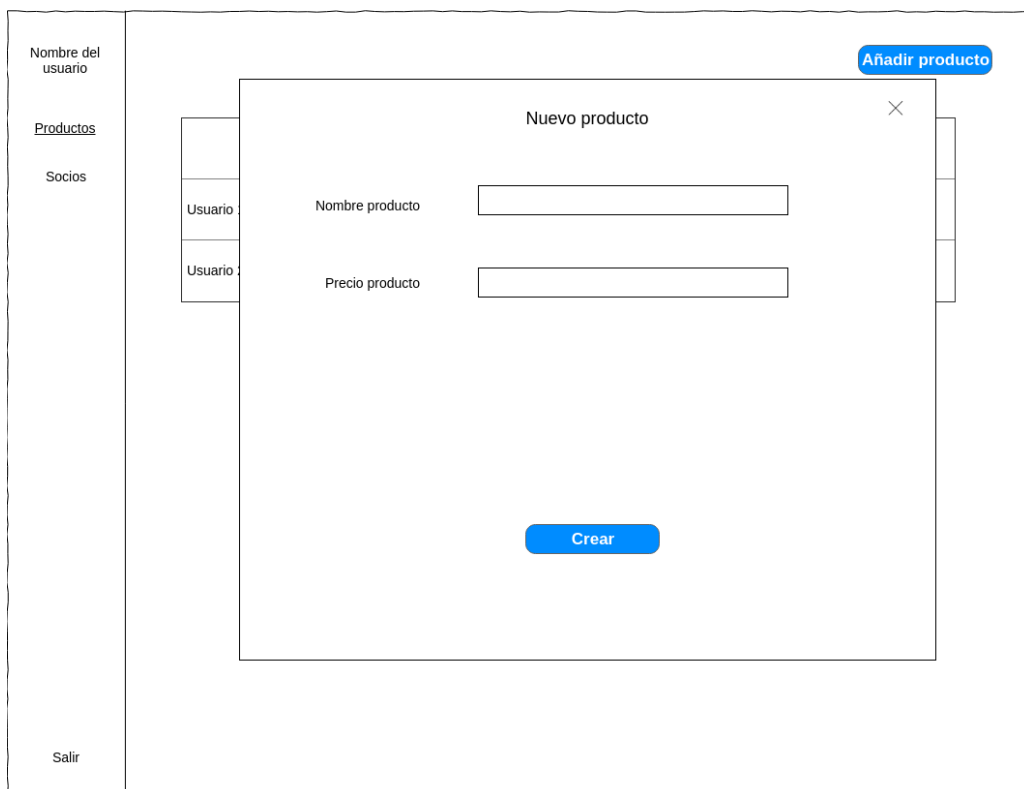 Nombre del
usuario
Productos
Socios
Salir
Añadir producto
Usuario
Usuario
Nuevo producto
Nombre producto
Precio producto
Crear